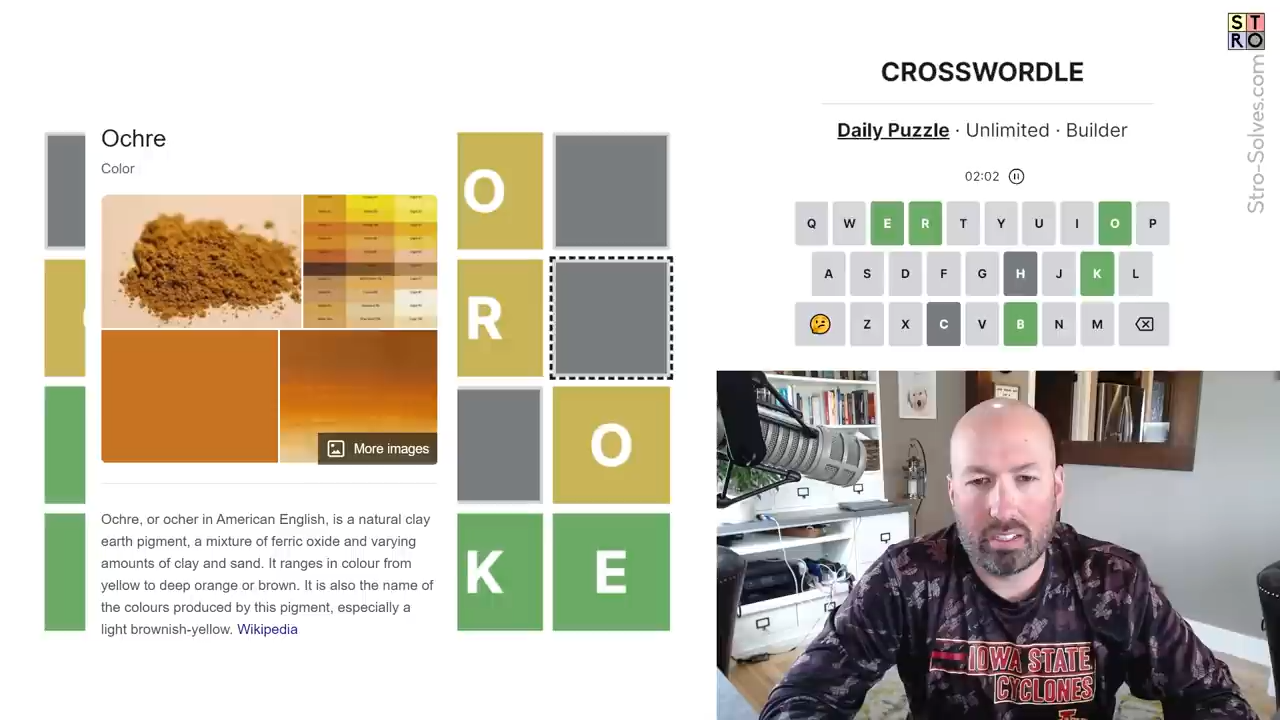 Ochre
Color
More images
Ochre, or ocher in American English, is a natural clay
earth pigment, a mixture of ferric oxide and varying
amounts of clay and sand. It ranges in colour from
yellow to deep orange or brown. It is also the name of
the colours produced by this pigment, especially a
light brownish-yellow. Wikipedia
O
R
O
K E
CROSSWORDLE
Daily Puzzle · Unlimited · Builder
02:02
Q W E R T Y U I O P
A S D F G H J K L
Z X C V B N M
S T
R O
Stro-Solves.com
IOWA STATE
CYCLONES